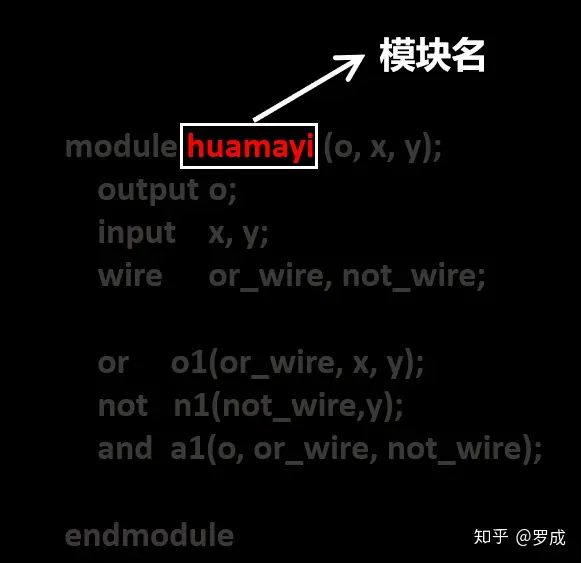 模块名
module huamayi (o, x, y);
output o;
input x, y;
wire or_wire, not_wire;
or o1(or_wire, x, y);
not n1(not_wire,y);
and a1(o, or_wire, not_wire);
endmodule
知乎 @罗成